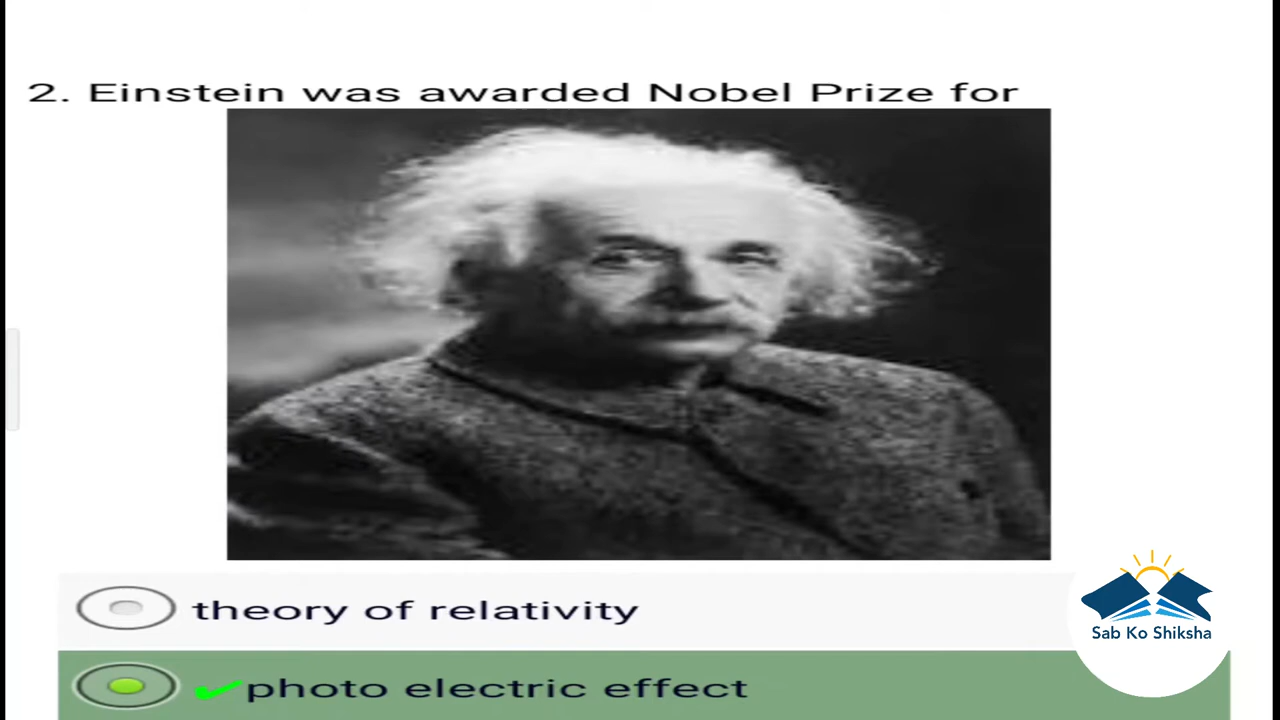 2. Einstein was awarded Nobel Prize for
theory of relativity
photo electric effect
Sab Ko Shiksha